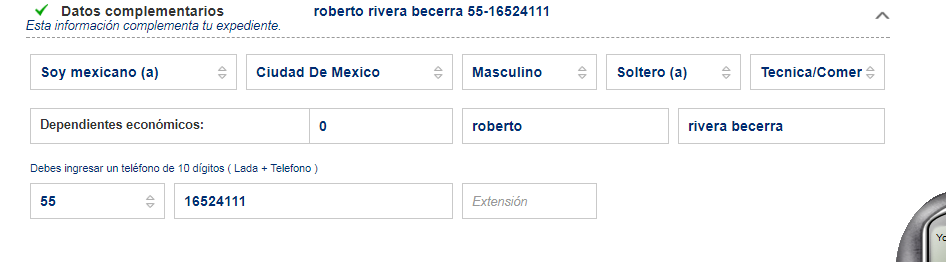 Datos complementarios roberto rivera becerra 55-16524111
Esta información complementa tu expediente.
Soy mexicano (a) Ciudad De Mexico Masculino Soltero (a) Tecnica/Comer
Dependientes económicos: 0 roberto rivera becerra
Debes ingresar un teléfono de 10 dígitos ( Lada + Telefono )
55 16524111 Extensión